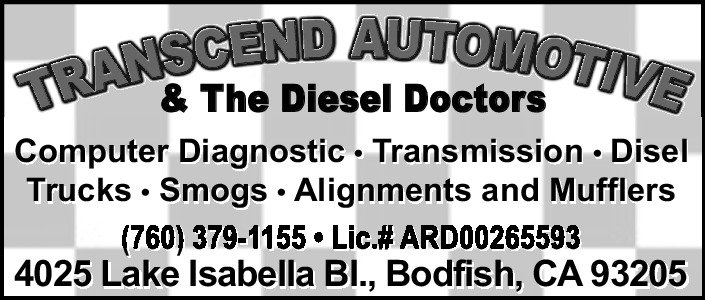 TRANSCEND AUTOMOTIVE
& The Diesel Doctors
Computer Diagnostic • Transmission • Disel
Trucks • Smogs • Alignments and Mufflers
(760) 379-1155 • Lic.# ARD00265593
4025 Lake Isabella Bl., Bodfish, CA 93205